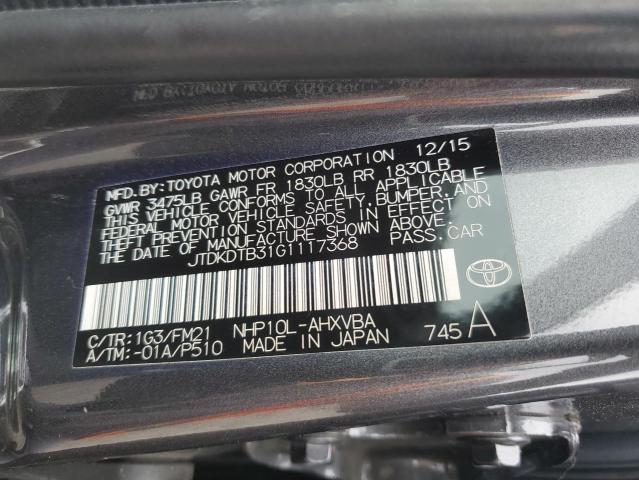 MFD. BY: TOYOTA MOTOR CORPORATION 12/15
GVWR 3475LB GAWR FR 1830LB RR 1830LB
THIS VEHICLE CONFORMS TO ALL APPLICABLE
FEDERAL MOTOR VEHICLE SAFETY, BUMPER, AND
THEFT PREVENTION STANDARDS IN EFFECT ON
THE DATE OF MANUFACTURE SHOWN ABOVE.
JTDKDTB31G1117368 PASS. CAR
C/TR: 1G3/FM21 NHP10L-AHXVBA
A/TM: -01A/P510 MADE IN JAPAN 745 A